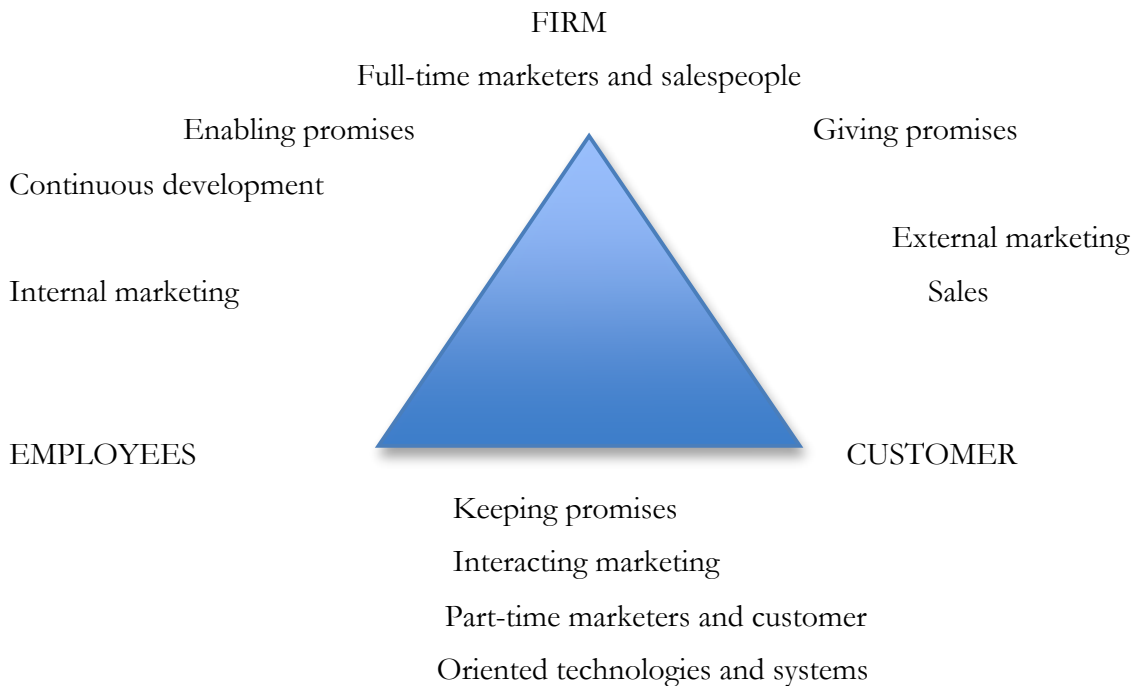 FIRM
Full-time marketers and salespeople
Enabling promises
Giving promises
Continuous development
External marketing
Internal marketing
Sales
EMPLOYEES
CUSTOMER
Keeping promises
Interacting marketing
Part-time marketers and customer
Oriented technologies and systems